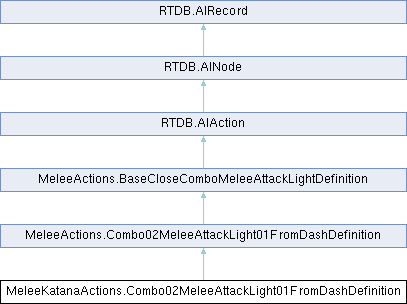 RTDB.AIRecord
RTDB.AINode
RTDB.AIAction
MeleeActions.BaseCloseComboMeleeAttackLightDefinition
MeleeActions.Combo02MeleeAttackLight01FromDashDefinition
MeleeKatanaActions.Combo02MeleeAttackLight01FromDashDefinition